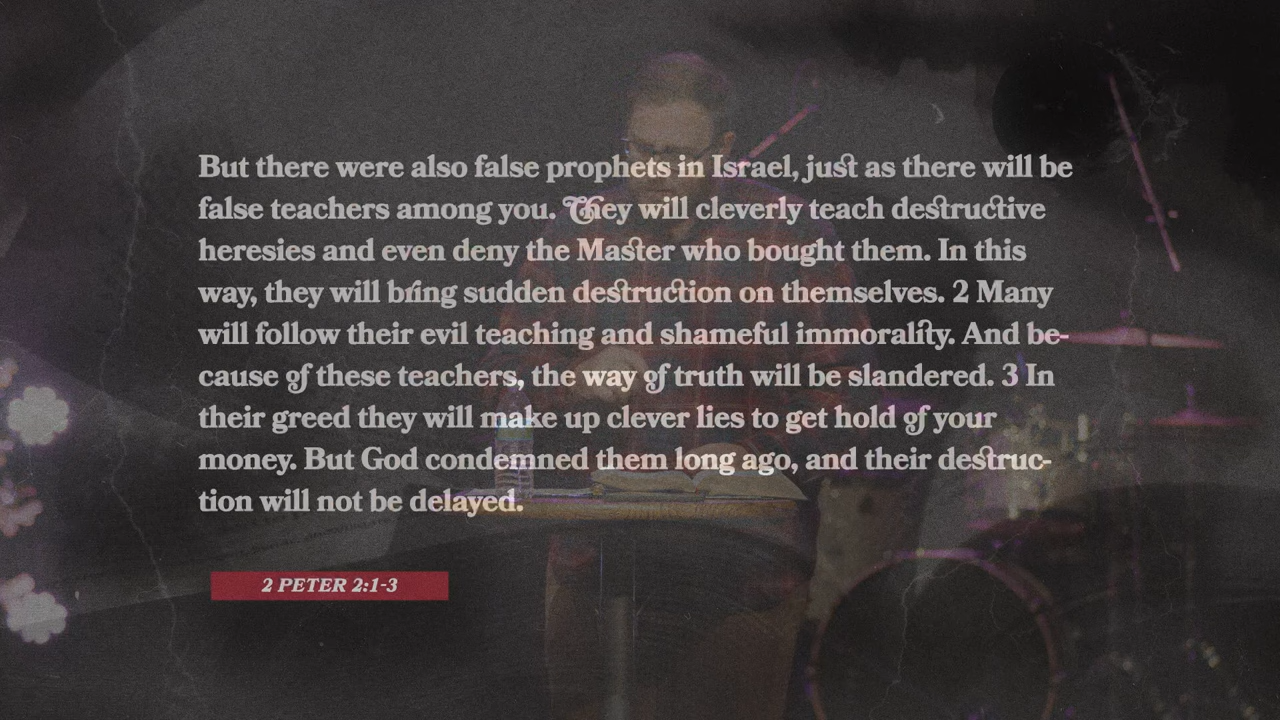 But there were also false prophets in Israel, just as there will be
false teachers among you. They will cleverly teach destructive
heresies and even deny the Master who bought them. In this
way, they will bring sudden destruction on themselves. 2 Many
will follow their evil teaching and shameful immorality. And be-
cause of these teachers, the way of truth will be slandered. 3 In
their greed they will make up clever lies to get hold of your
money. But God condemned them long ago, and their destruc-
tion will not be delayed.
2 PETER 2:1-3